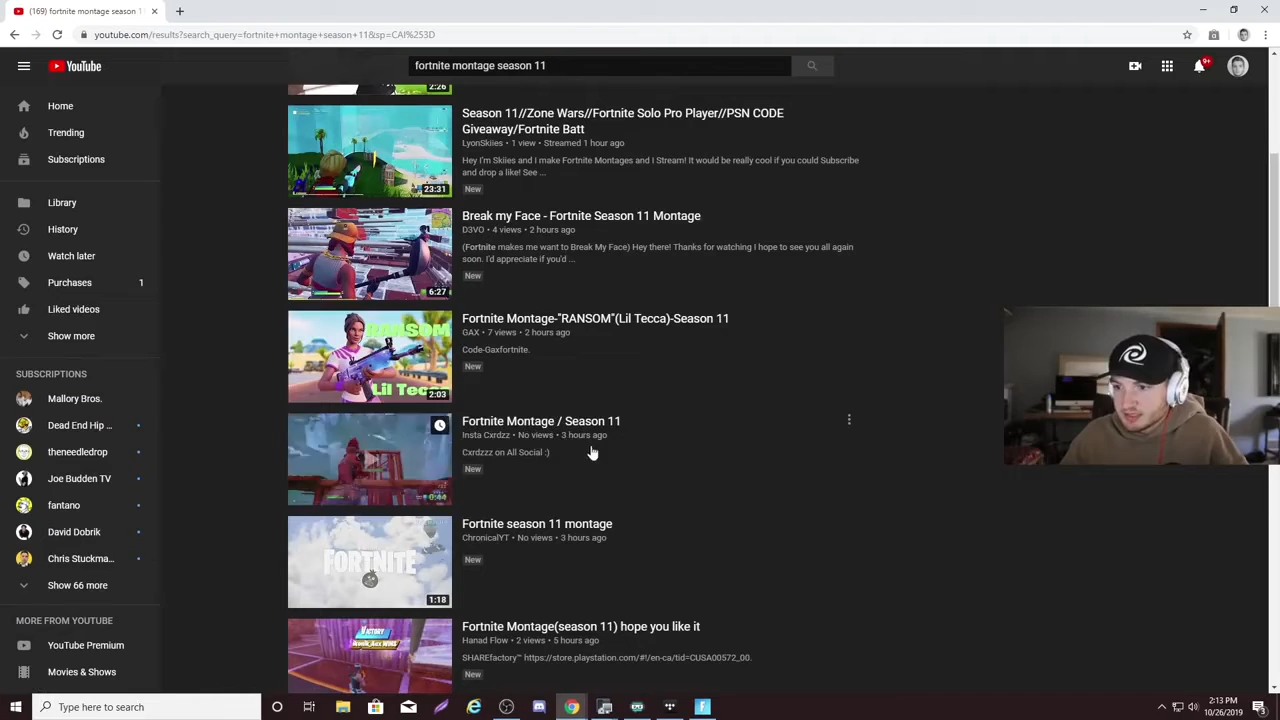 (169) fortnite montage season 1
youtube.com/results?search_query=fortnite+montage+season+11&sp=CAI%253D
YouTube
fortnite montage season 11
9+
Home
Trending
Subscriptions
Library
History
Watch later
Purchases 1
Liked videos
Show more
SUBSCRIPTIONS
Mallory Bros.
Dead End Hip ...
theneedledrop
Joe Budden TV
fantano
David Dobrik
Chris Stuckma...
Show 66 more
MORE FROM YOUTUBE
YouTube Premium
Movies & Shows
2:26
23:31
Season 11//Zone Wars//Fortnite Solo Pro Player//PSN CODE
Giveaway/Fortnite Batt
LyonSkiies • 1 view • Streamed 1 hour ago
Hey I'm Skiies and I make Fortnite Montages and I Stream! It would be really cool if you could Subscribe
and drop a like! See ...
New
6:27
Break my Face - Fortnite Season 11 Montage
D3VO • 4 views • 2 hours ago
(Fortnite makes me want to Break My Face) Hey there! Thanks for watching I hope to see you all again
soon. I'd appreciate if you'd ...
New
RANSOM
Lil Tecca
2:03
Fortnite Montage-"RANSOM"(Lil Tecca)-Season 11
GAX • 7 views • 2 hours ago
Code-Gaxfortnite.
New
0:44
Fortnite Montage / Season 11
Insta Cxrdzz • No views • 3 hours ago
Cxrdzzz on All Social :)
New
FORTNITE
1:18
Fortnite season 11 montage
ChronicalYT • No views • 3 hours ago
New
VICTORY
Fortnite Montage(season 11) hope you like it
Hanad Flow • 2 views • 5 hours ago
SHAREfactory™ https://store.playstation.com/#!/en-ca/tid=CUSA00572_00.
New
Type here to search
2:13 PM
10/26/2019
3